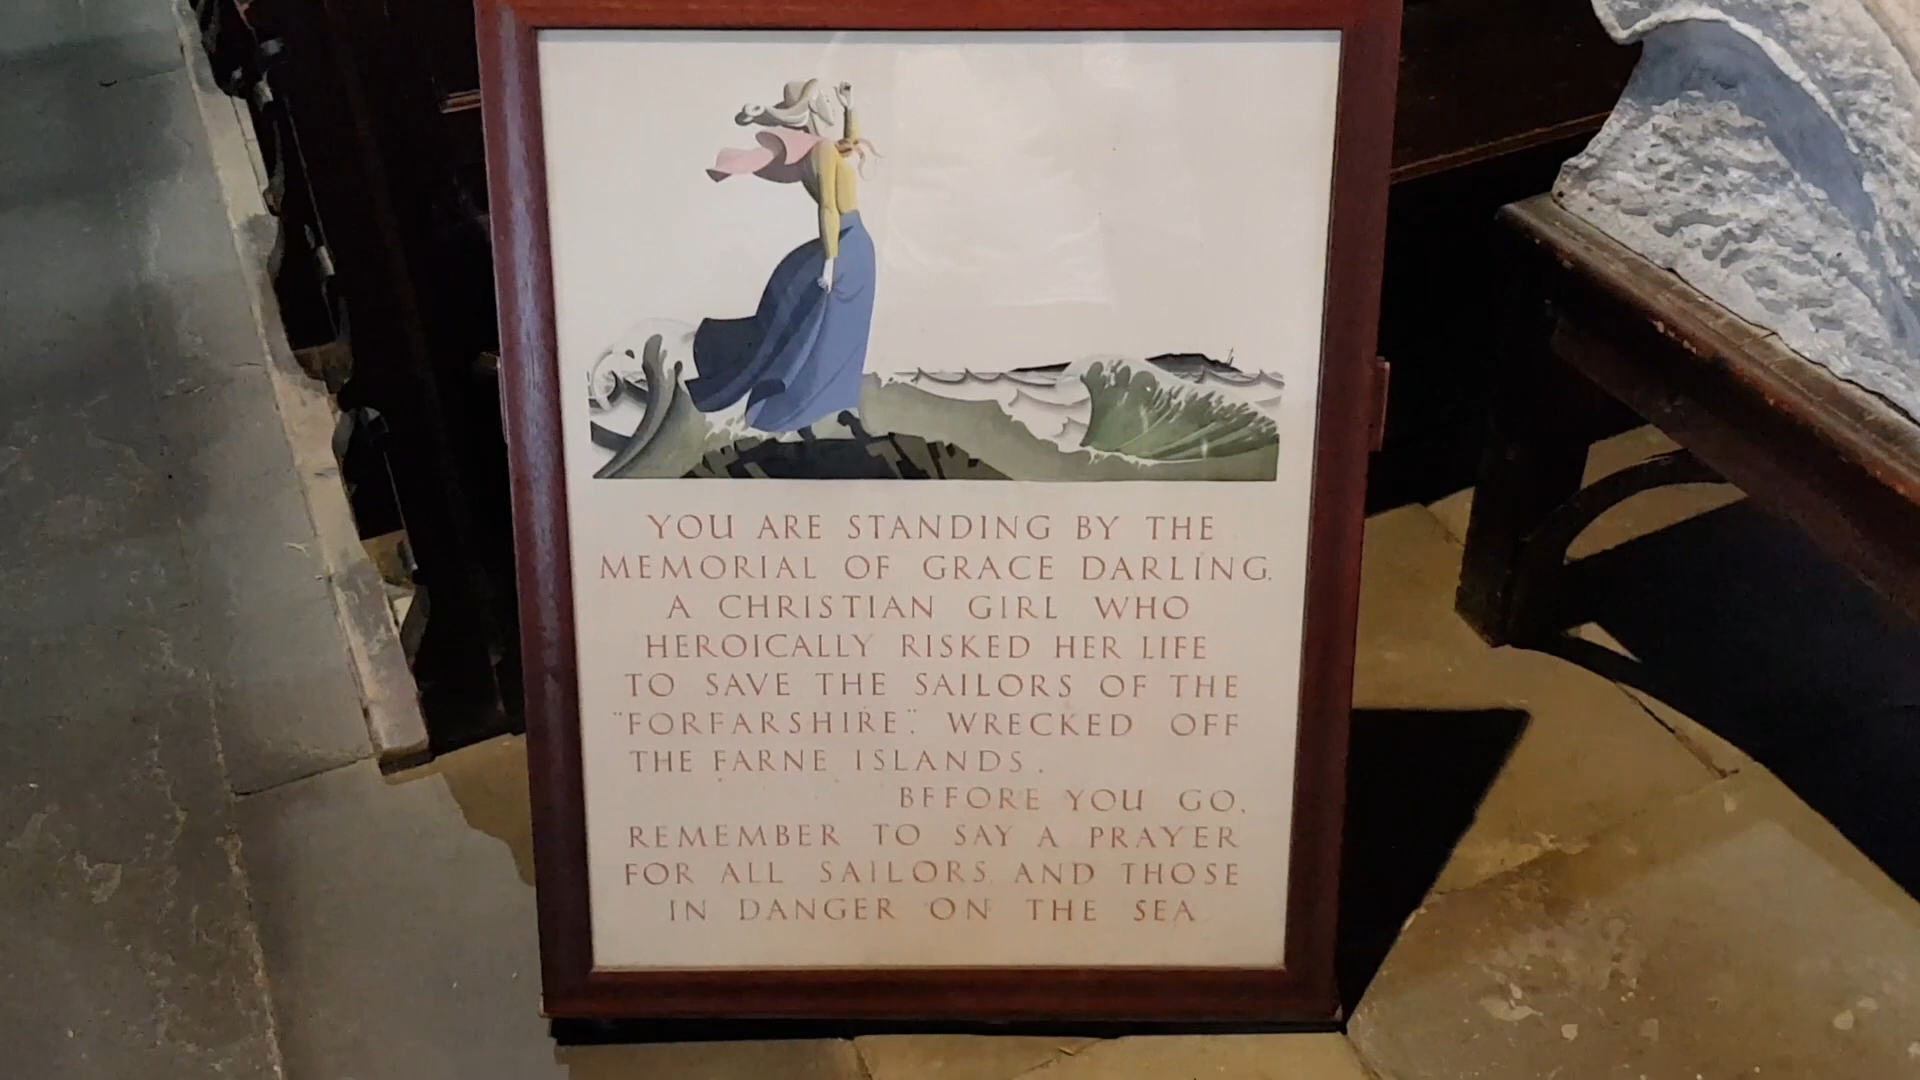 YOU ARE STANDING BY THE
MEMORIAL OF GRACE DARLING,
A CHRISTIAN GIRL WHO
HEROICALLY RISKED HER LIFE
TO SAVE THE SAILORS OF THE
"FORFARSHIRE", WRECKED OFF
THE FARNE ISLANDS.
BEFORE YOU GO,
REMEMBER TO SAY A PRAYER
FOR ALL SAILORS AND THOSE
IN DANGER ON THE SEA